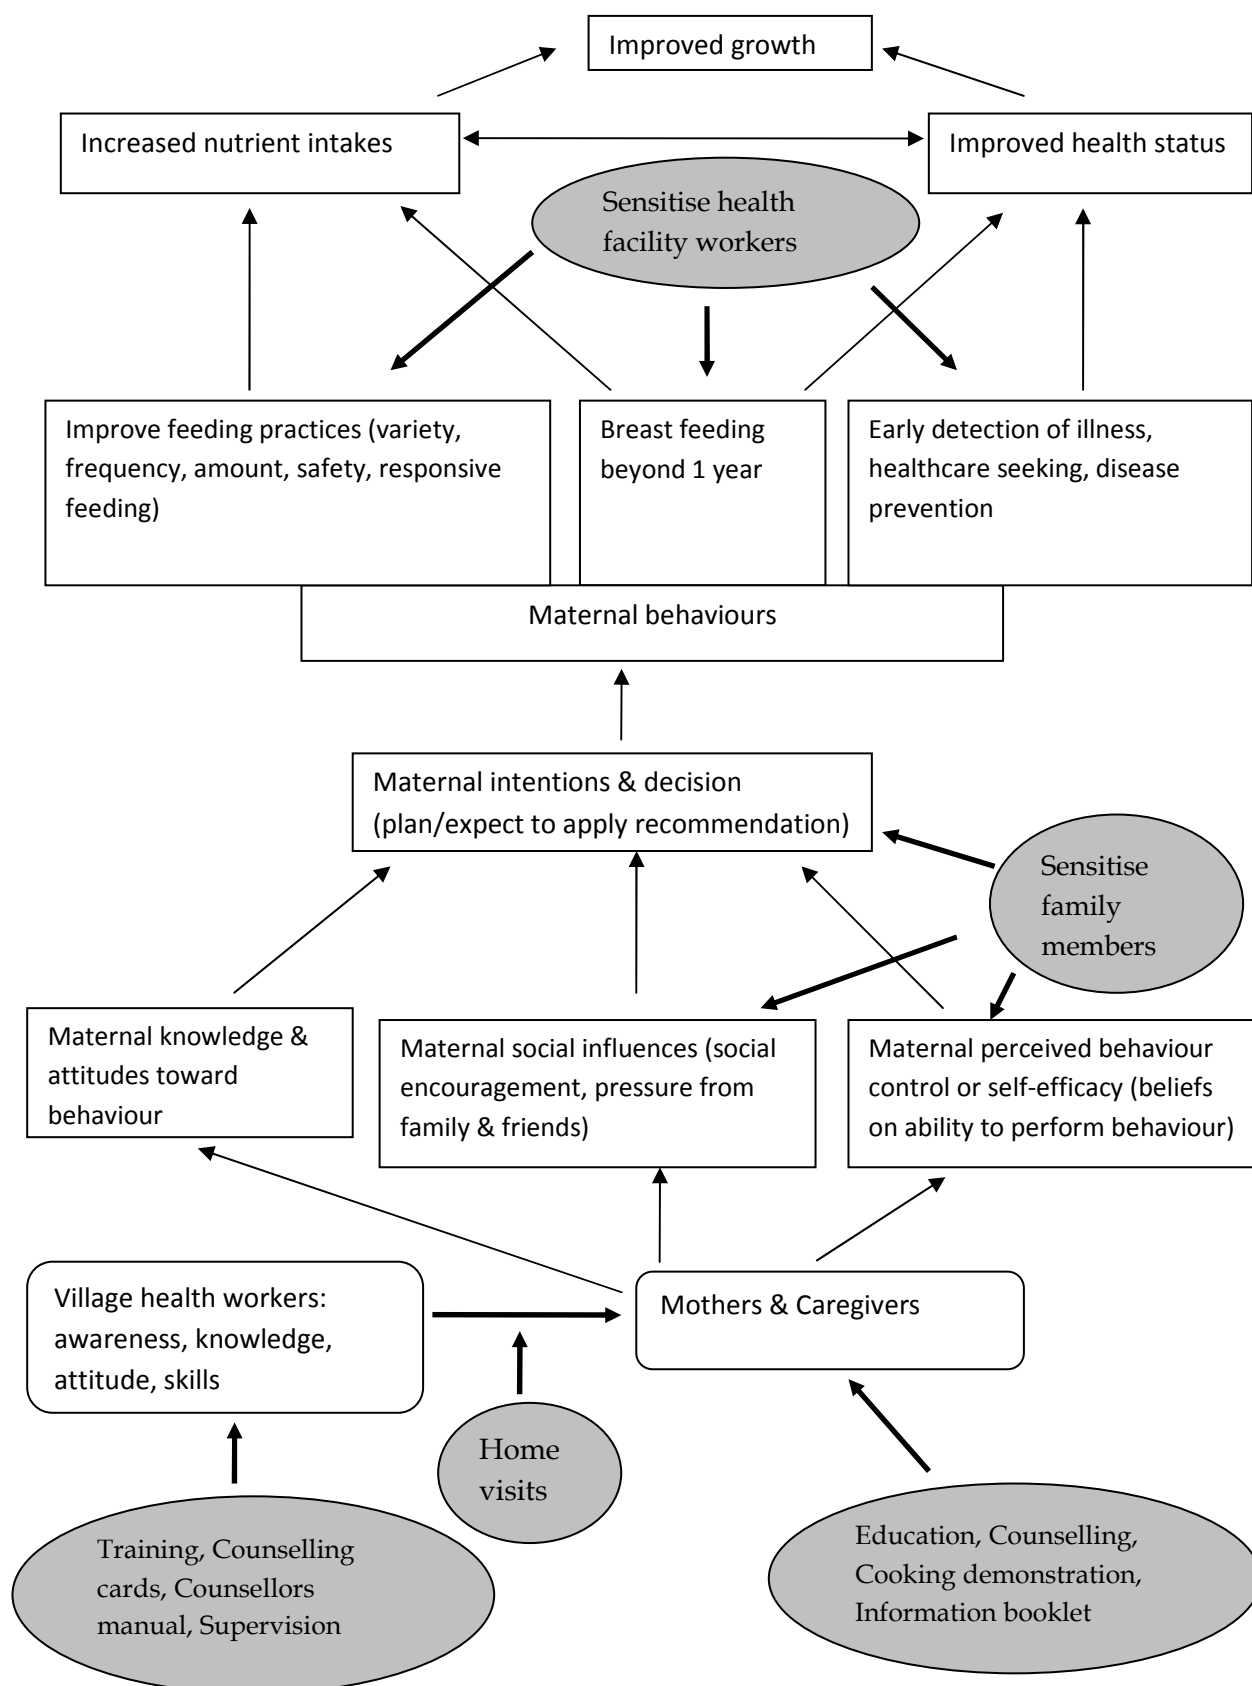 Improved growth
Increased nutrient intakes
Improved health status
Sensitise health
facility workers
Improve feeding practices (variety,
frequency, amount, safety, responsive
feeding)
Breast feeding
beyond 1 year
Early detection of illness,
healthcare seeking, disease
prevention
Maternal behaviours
Maternal intentions & decision
(plan/expect to apply recommendation)
Sensitise
family
members
Maternal knowledge &
attitudes toward
behaviour
Maternal social influences (social
encouragement, pressure from
family & friends)
Maternal perceived behaviour
control or self-efficacy (beliefs
on ability to perform behaviour)
Village health workers:
awareness, knowledge,
attitude, skills
Mothers & Caregivers
Home
visits
Training, Counselling
cards, Counsellors
manual, Supervision
Education, Counselling,
Cooking demonstration,
Information booklet